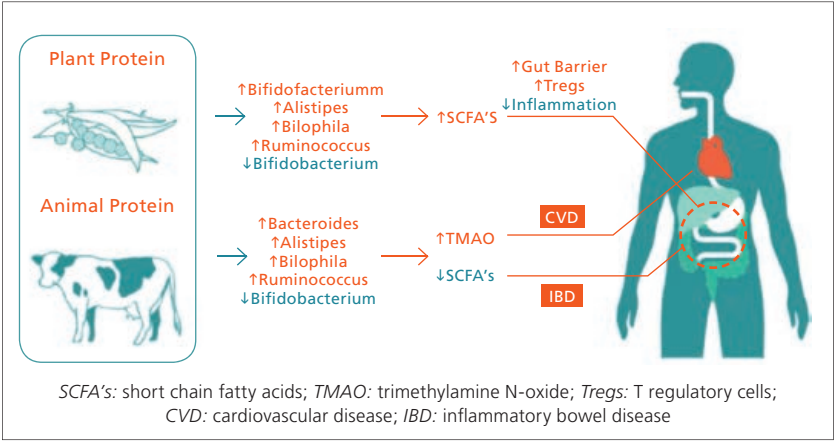 Plant Protein
↑Bifidofacteriumm
↑Alistipes
↑Bilophila
↑Ruminococcus
↓Bifidobacterium
↑SCFA'S
↑Gut Barrier
↑Tregs
↓Inflammation
Animal Protein
↑Bacteroides
↑Alistipes
↑Bilophila
↑Ruminococcus
↓Bifidobacterium
↑TMAO
↓SCFA's
CVD
IBD
SCFA's: short chain fatty acids; TMAO: trimethylamine N-oxide; Tregs: T regulatory cells;
CVD: cardiovascular disease; IBD: inflammatory bowel disease